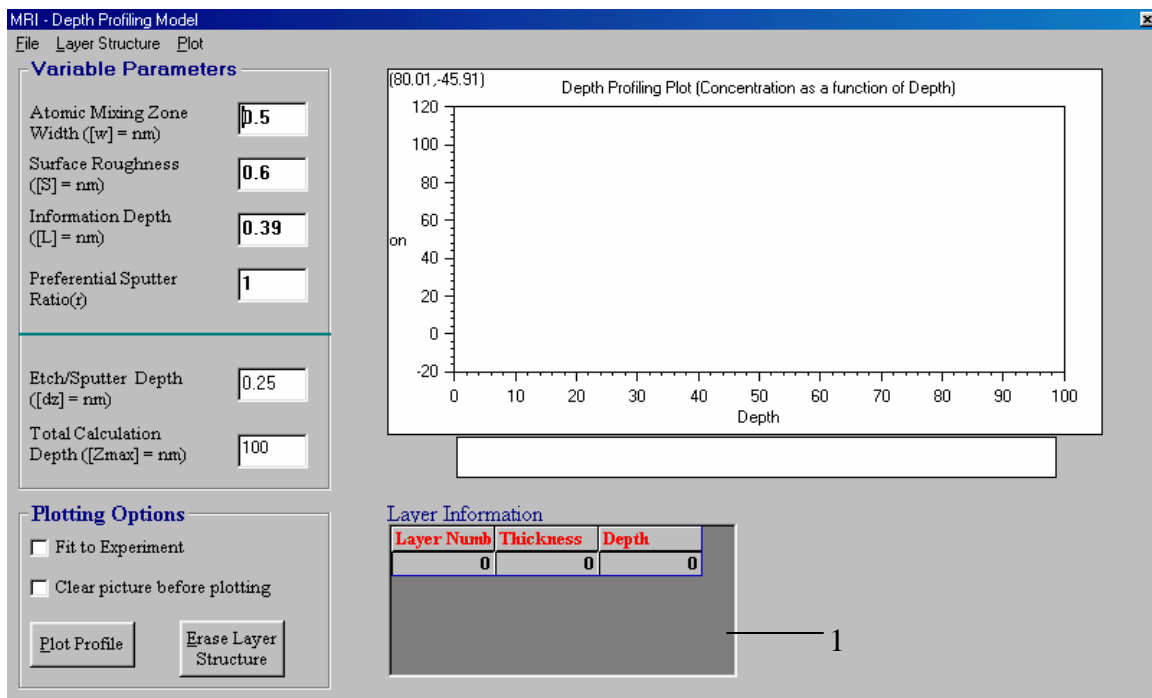 MRI - Depth Profiling Model
File Layer Structure Plot
Variable Parameters
Atomic Mixing Zone
Width ([w] = nm)
0.5
Surface Roughness
([S] = nm)
0.6
Information Depth
([L] = nm)
0.39
Preferential Sputter
Ratio(r)
1
Etch/Sputter Depth
([dz] = nm)
0.25
Total Calculation
Depth ([Zmax] = nm)
100
Plotting Options
Fit to Experiment
Clear picture before plotting
Plot Profile
Erase Layer
Structure
(80.01,-45.91)
Depth Profiling Plot (Concentration as a function of Depth)
120
100
80
60
on
40
20
0
-20
0 10 20 30 40 50 60 70 80 90 100
Depth
Layer Information
Layer Numb Thickness Depth
0 0 0
1